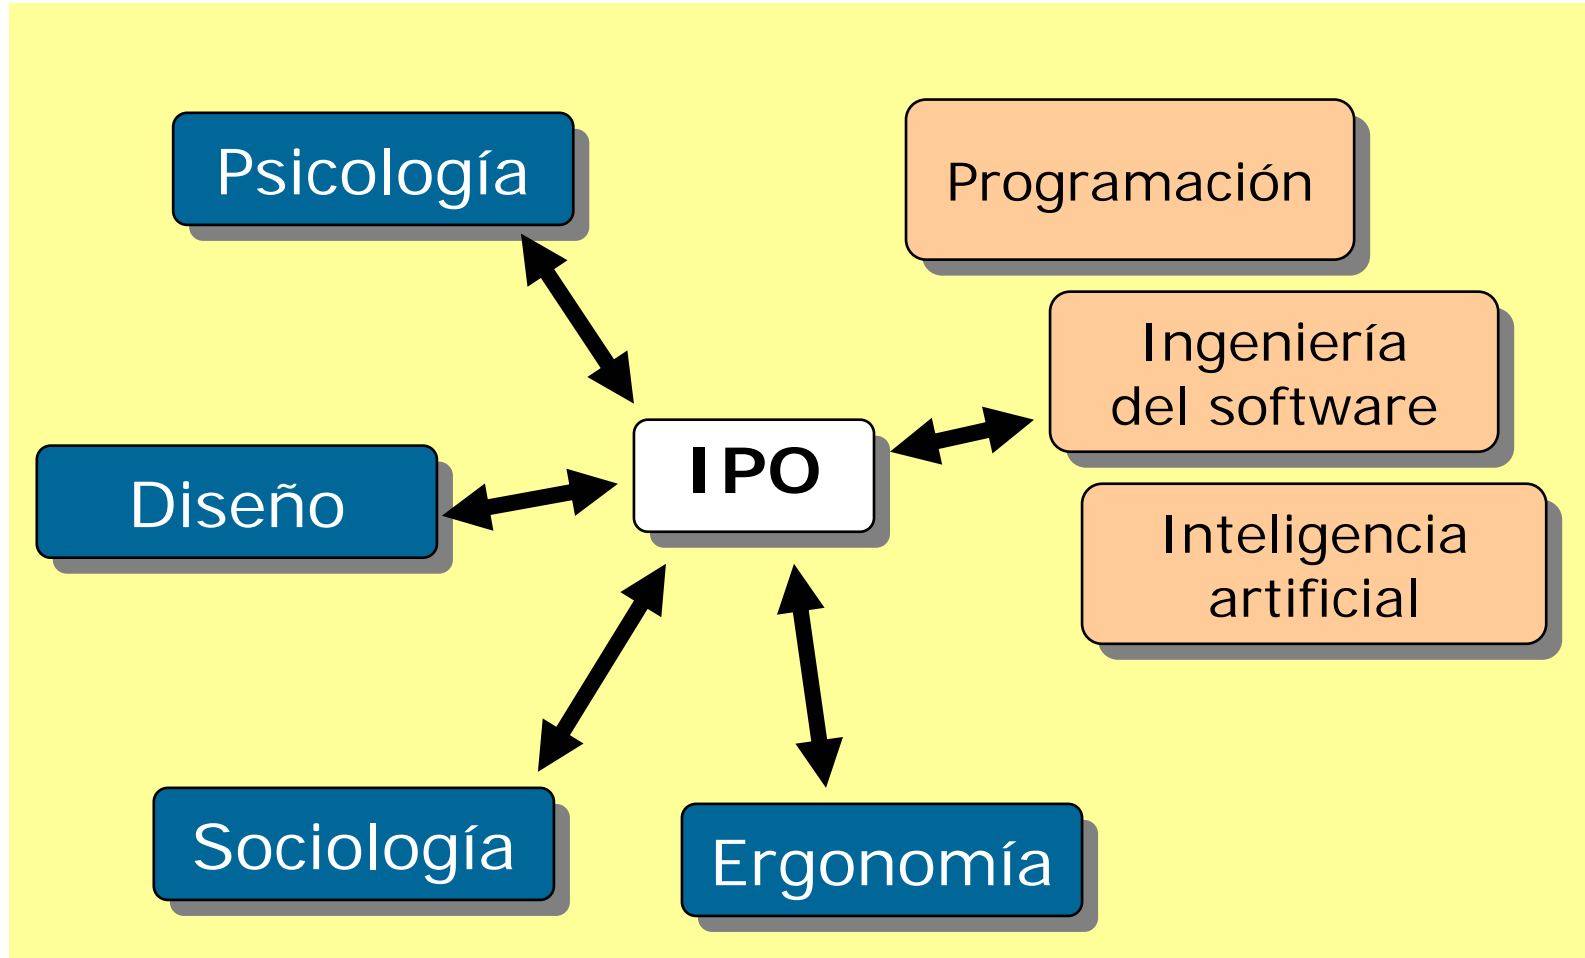 Psicología
Programación
Ingeniería
del software
IPO
Diseño
Inteligencia
artificial
Sociología
Ergonomía